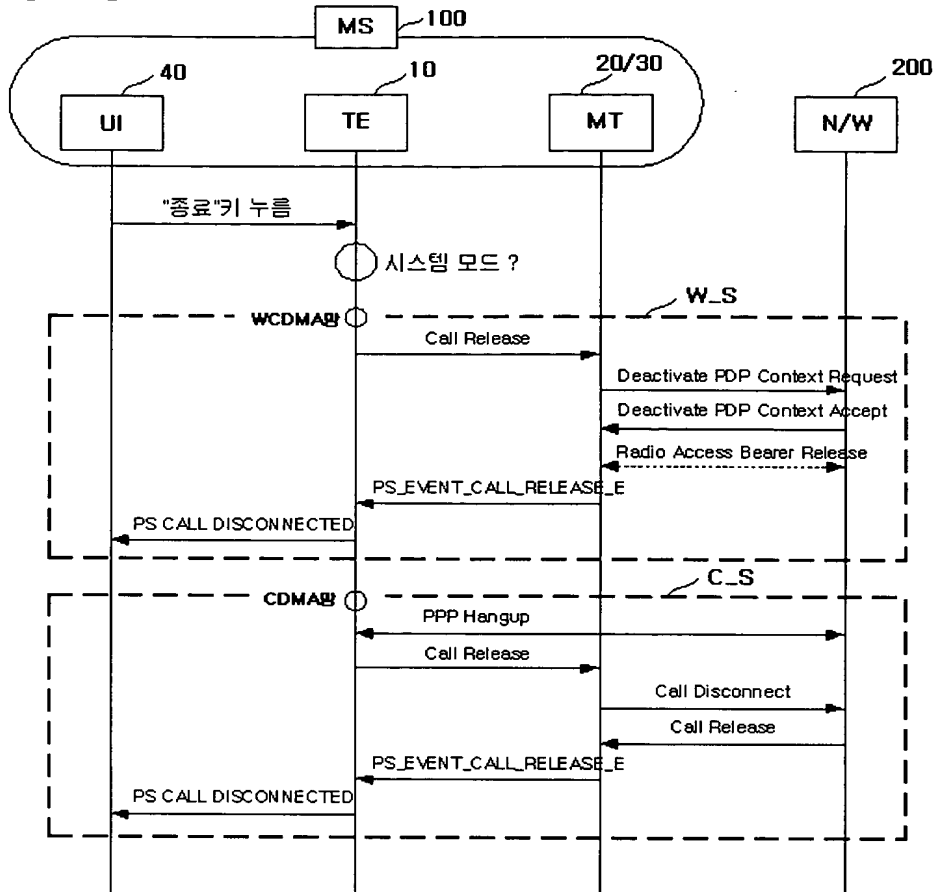 MS
100
40
10
20/30
200
UI
TE
MT
N/W
"종료"키 누름
시스템 모드 ?
W_S
WCDMA망
Call Release
Deactivate PDP Context Request
Deactivate PDP Context Accept
Radio Access Bearer Release
PS_EVENT_CALL_RELEASE_E
PS CALL DISCONNECTED
C_S
CDMA망
PPP Hangup
Call Release
Call Disconnect
Call Release
PS_EVENT_CALL_RELEASE_E
PS CALL DISCONNECTED